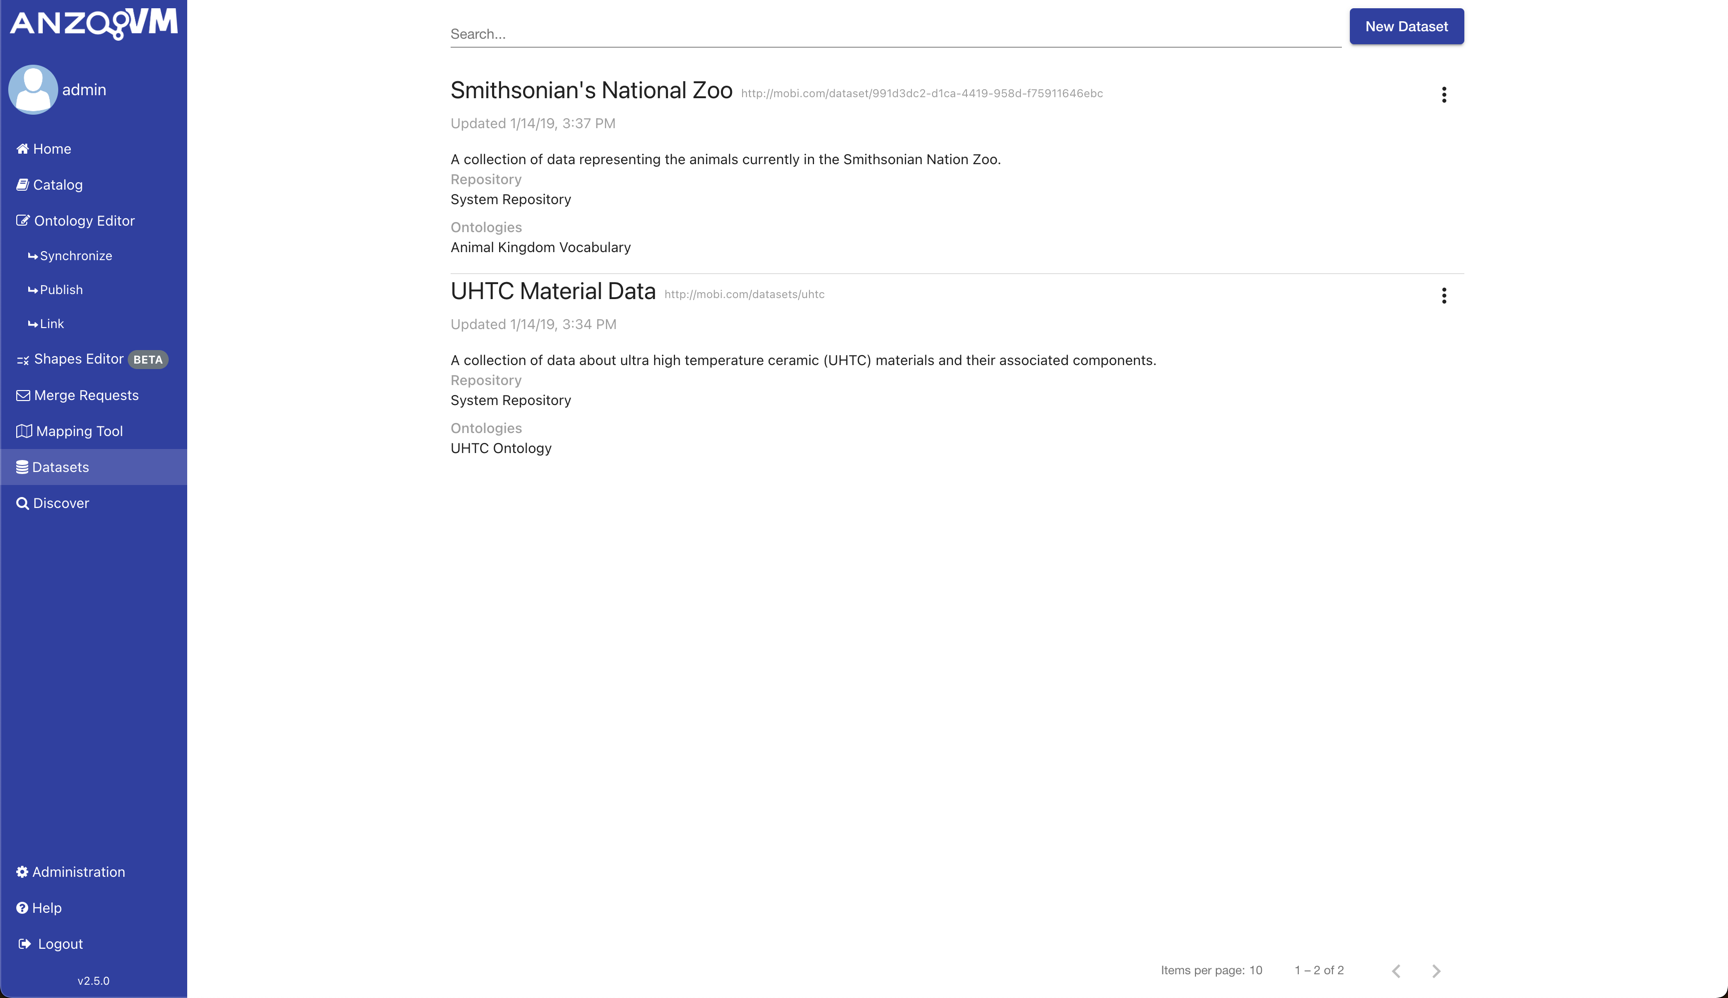 ANZO VM
admin
Home
Catalog
Ontology Editor
Synchronize
Publish
Link
Shapes Editor BETA
Merge Requests
Mapping Tool
Datasets
Discover
Administration
Help
Logout
v2.5.0
Search...
New Dataset
Smithsonian's National Zoo http://mobi.com/dataset/991d3dc2-d1ca-4419-958d-f75911646ebc
Updated 1/14/19, 3:37 PM
A collection of data representing the animals currently in the Smithsonian Nation Zoo.
Repository
System Repository
Ontologies
Animal Kingdom Vocabulary
UHTC Material Data http://mobi.com/datasets/uhtc
Updated 1/14/19, 3:34 PM
A collection of data about ultra high temperature ceramic (UHTC) materials and their associated components.
Repository
System Repository
Ontologies
UHTC Ontology
Items per page: 10 1 – 2 of 2